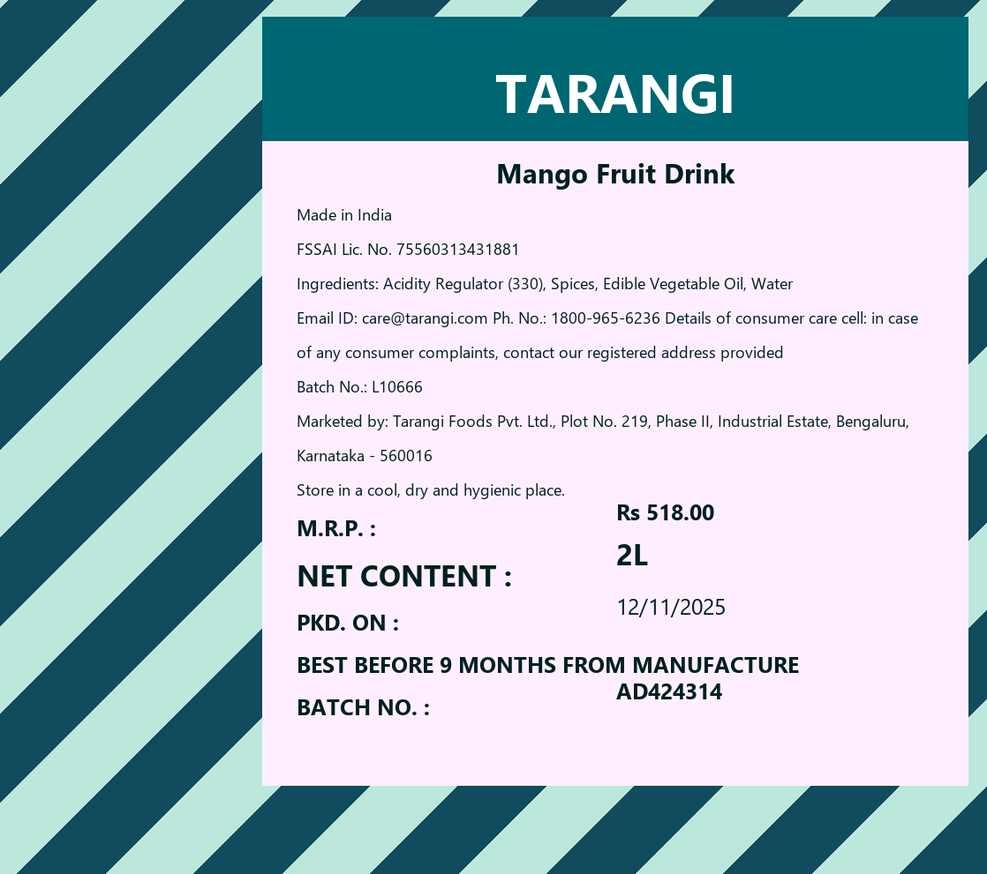 TARANGI
Mango Fruit Drink
Made in India
FSSAI Lic. No. 75560313431881
Ingredients: Acidity Regulator (330), Spices, Edible Vegetable Oil, Water
Email ID: care@tarangi.com Ph. No.: 1800-965-6236 Details of consumer care cell: in case
of any consumer complaints, contact our registered address provided
Batch No.: L10666
Marketed by: Tarangi Foods Pvt. Ltd., Plot No. 219, Phase II, Industrial Estate, Bengaluru,
Karnataka - 560016
Store in a cool, dry and hygienic place.
M.R.P. : Rs 518.00
NET CONTENT : 2L
PKD. ON : 12/11/2025
BEST BEFORE 9 MONTHS FROM MANUFACTURE
BATCH NO. : AD424314